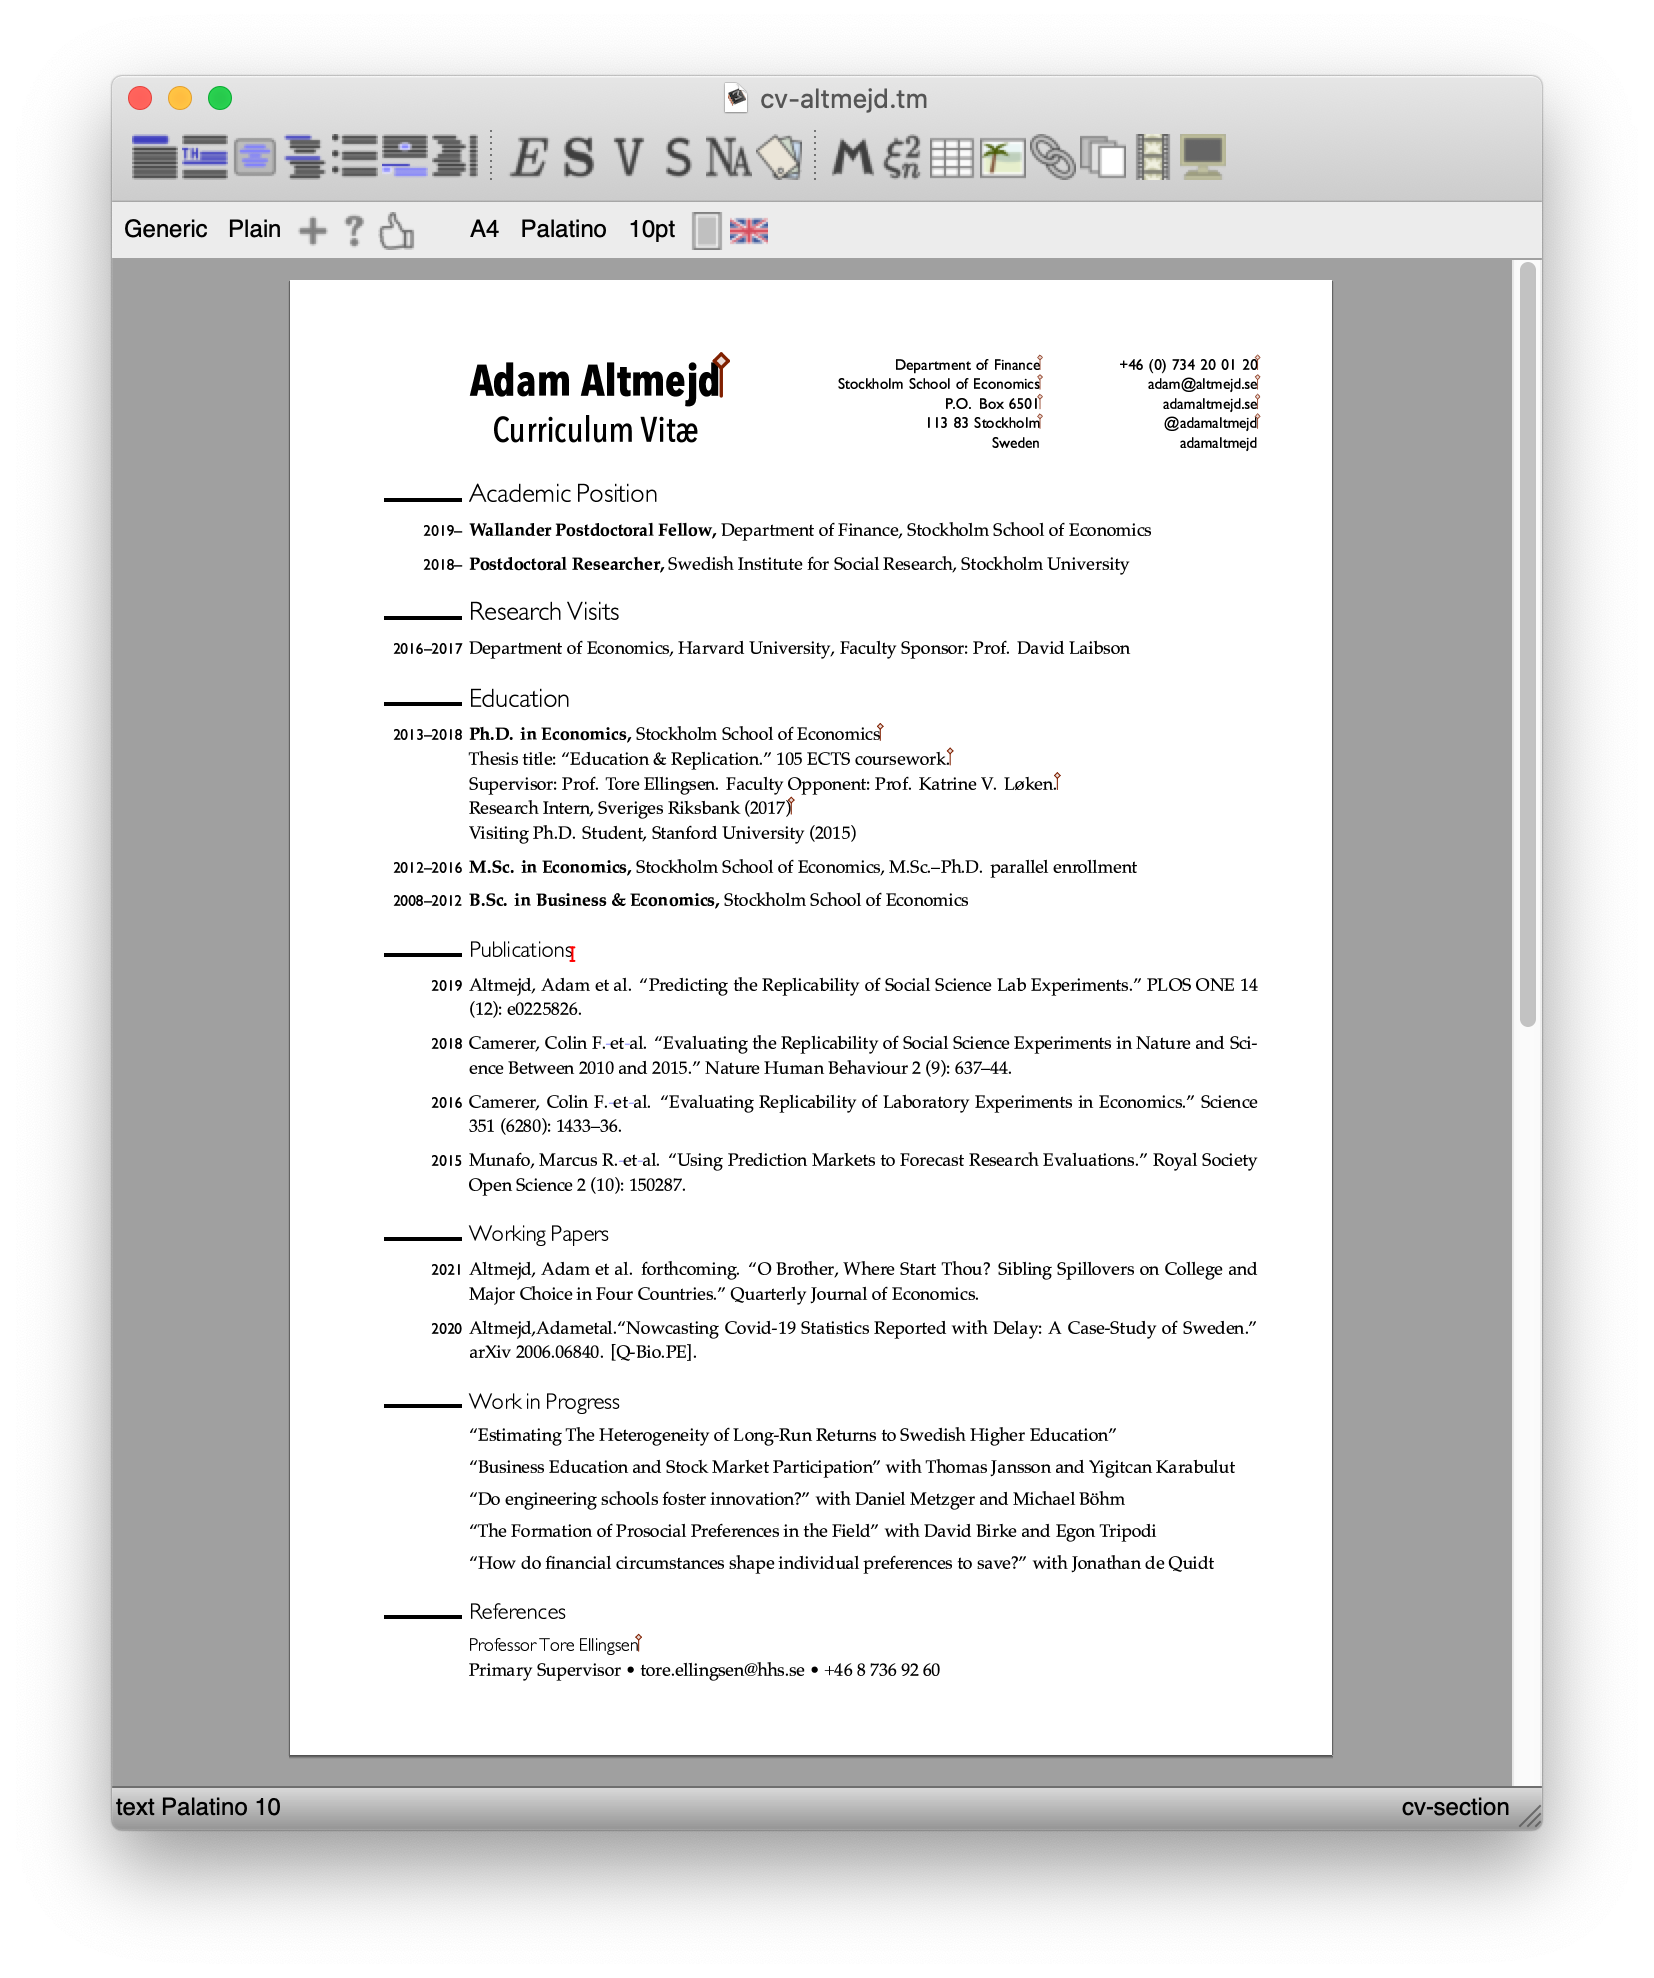 cv-altmejd.tm
Generic Plain A4 Palatino 10pt
Adam Altmejd
Curriculum Vitæ
Department of Finance
Stockholm School of Economics
P.O. Box 6501
113 83 Stockholm
Sweden
+46 (0) 734 20 01 20
adam@altmejd.se
adamaltmejd.se
@adamaltmejd
adamaltmejd
Academic Position
2019– Wallander Postdoctoral Fellow, Department of Finance, Stockholm School of Economics
2018– Postdoctoral Researcher, Swedish Institute for Social Research, Stockholm University
Research Visits
2016–2017 Department of Economics, Harvard University, Faculty Sponsor: Prof. David Laibson
Education
2013–2018 Ph.D. in Economics, Stockholm School of Economics
Thesis title: “Education & Replication.” 105 ECTS coursework.
Supervisor: Prof. Tore Ellingsen. Faculty Opponent: Prof. Katrine V. Løken.
Research Intern, Sveriges Riksbank (2017)
Visiting Ph.D. Student, Stanford University (2015)
2012–2016 M.Sc. in Economics, Stockholm School of Economics, M.Sc.–Ph.D. parallel enrollment
2008–2012 B.Sc. in Business & Economics, Stockholm School of Economics
Publications
2019 Altmejd, Adam et al. “Predicting the Replicability of Social Science Lab Experiments.” PLOS ONE 14
(12): e0225826.
2018 Camerer, Colin F. et al. “Evaluating the Replicability of Social Science Experiments in Nature and Sci-
ence Between 2010 and 2015.” Nature Human Behaviour 2 (9): 637–44.
2016 Camerer, Colin F. et al. “Evaluating Replicability of Laboratory Experiments in Economics.” Science
351 (6280): 1433–36.
2015 Munafo, Marcus R. et al. “Using Prediction Markets to Forecast Research Evaluations.” Royal Society
Open Science 2 (10): 150287.
Working Papers
2021 Altmejd, Adam et al. forthcoming. “O Brother, Where Start Thou? Sibling Spillovers on College and
Major Choice in Four Countries.” Quarterly Journal of Economics.
2020 Altmejd,Adametal.“Nowcasting Covid-19 Statistics Reported with Delay: A Case-Study of Sweden.”
arXiv 2006.06840. [Q-Bio.PE].
Work in Progress
“Estimating The Heterogeneity of Long-Run Returns to Swedish Higher Education”
“Business Education and Stock Market Participation” with Thomas Jansson and Yigitcan Karabulut
“Do engineering schools foster innovation?” with Daniel Metzger and Michael Böhm
“The Formation of Prosocial Preferences in the Field” with David Birke and Egon Tripodi
“How do financial circumstances shape individual preferences to save?” with Jonathan de Quidt
References
Professor Tore Ellingsen
Primary Supervisor • tore.ellingsen@hhs.se • +46 8 736 92 60
text Palatino 10
cv-section